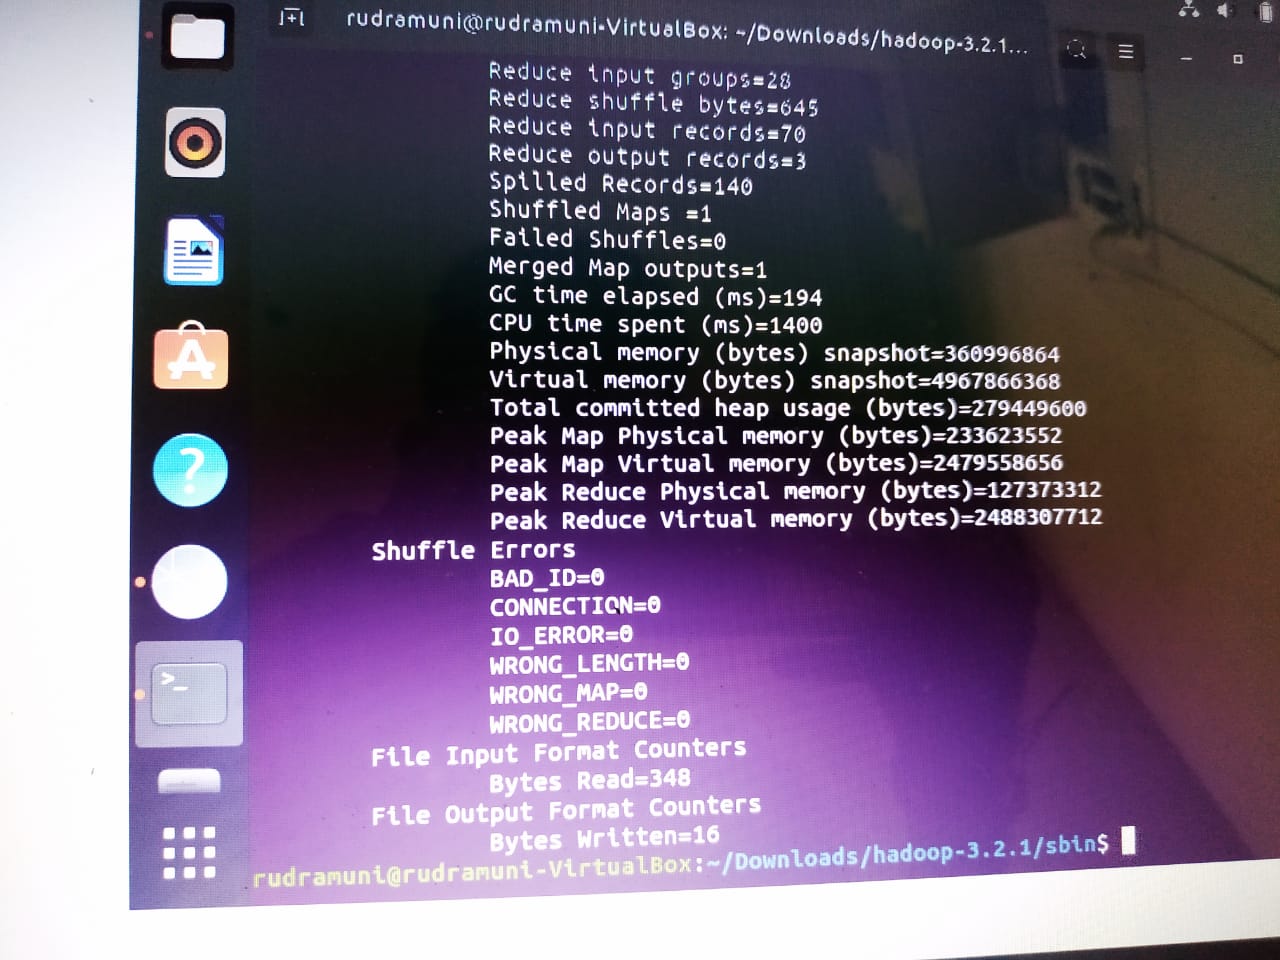 rudramuni@rudramuni-VirtualBox: ~/Downloads/hadoop-3.2.1...
Reduce input groups=28
Reduce shuffle bytes=645
Reduce input records=70
Reduce output records=3
Spilled Records=140
Shuffled Maps =1
Failed Shuffles=0
Merged Map outputs=1
GC time elapsed (ms)=194
CPU time spent (ms)=1400
Physical memory (bytes) snapshot=360996864
Virtual memory (bytes) snapshot=4967866368
Total committed heap usage (bytes)=279449600
Peak Map Physical memory (bytes)=233623552
Peak Map Virtual memory (bytes)=2479558656
Peak Reduce Physical memory (bytes)=127373312
Peak Reduce Virtual memory (bytes)=2488307712
Shuffle Errors
BAD_ID=0
CONNECTION=0
IO_ERROR=0
WRONG_LENGTH=0
WRONG_MAP=0
WRONG_REDUCE=0
File Input Format Counters
Bytes Read=348
File Output Format Counters
Bytes Written=16
rudramuni@rudramuni-VirtualBox:~/Downloads/hadoop-3.2.1/sbin$